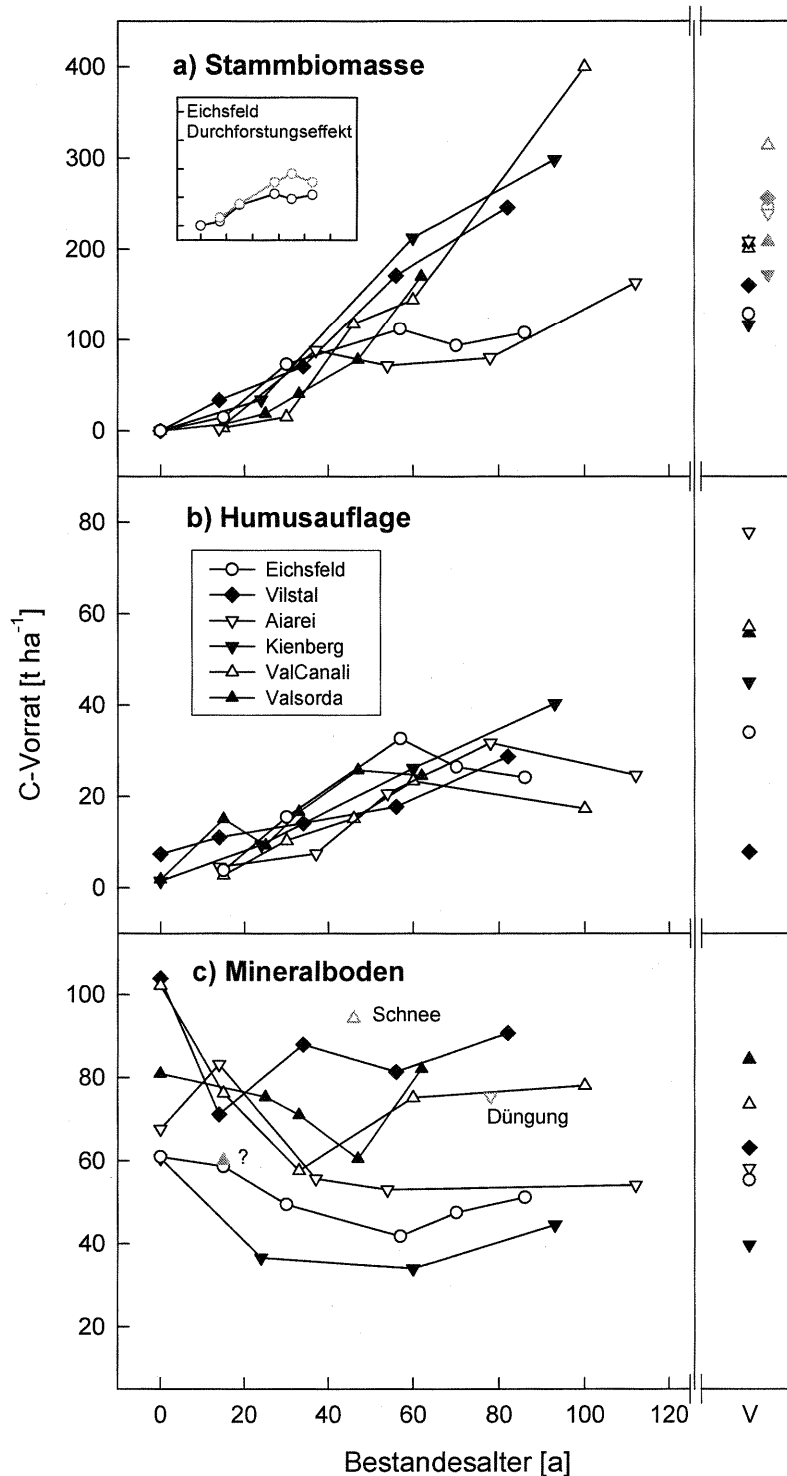 a) Stammbiomasse
Eichsfeld
Durchforstungseffekt
400
300
200
100
0
b) Humusauflage
Eichsfeld
Vilstal
Aiarei
Kienberg
ValCanali
Valsorda
80
60
40
20
0
C-Vorrat [t ha⁻¹]
c) Mineralboden
Schnee
Düngung
?
100
80
60
40
20
0 20 40 60 80 100 120 V
Bestandesalter [a]